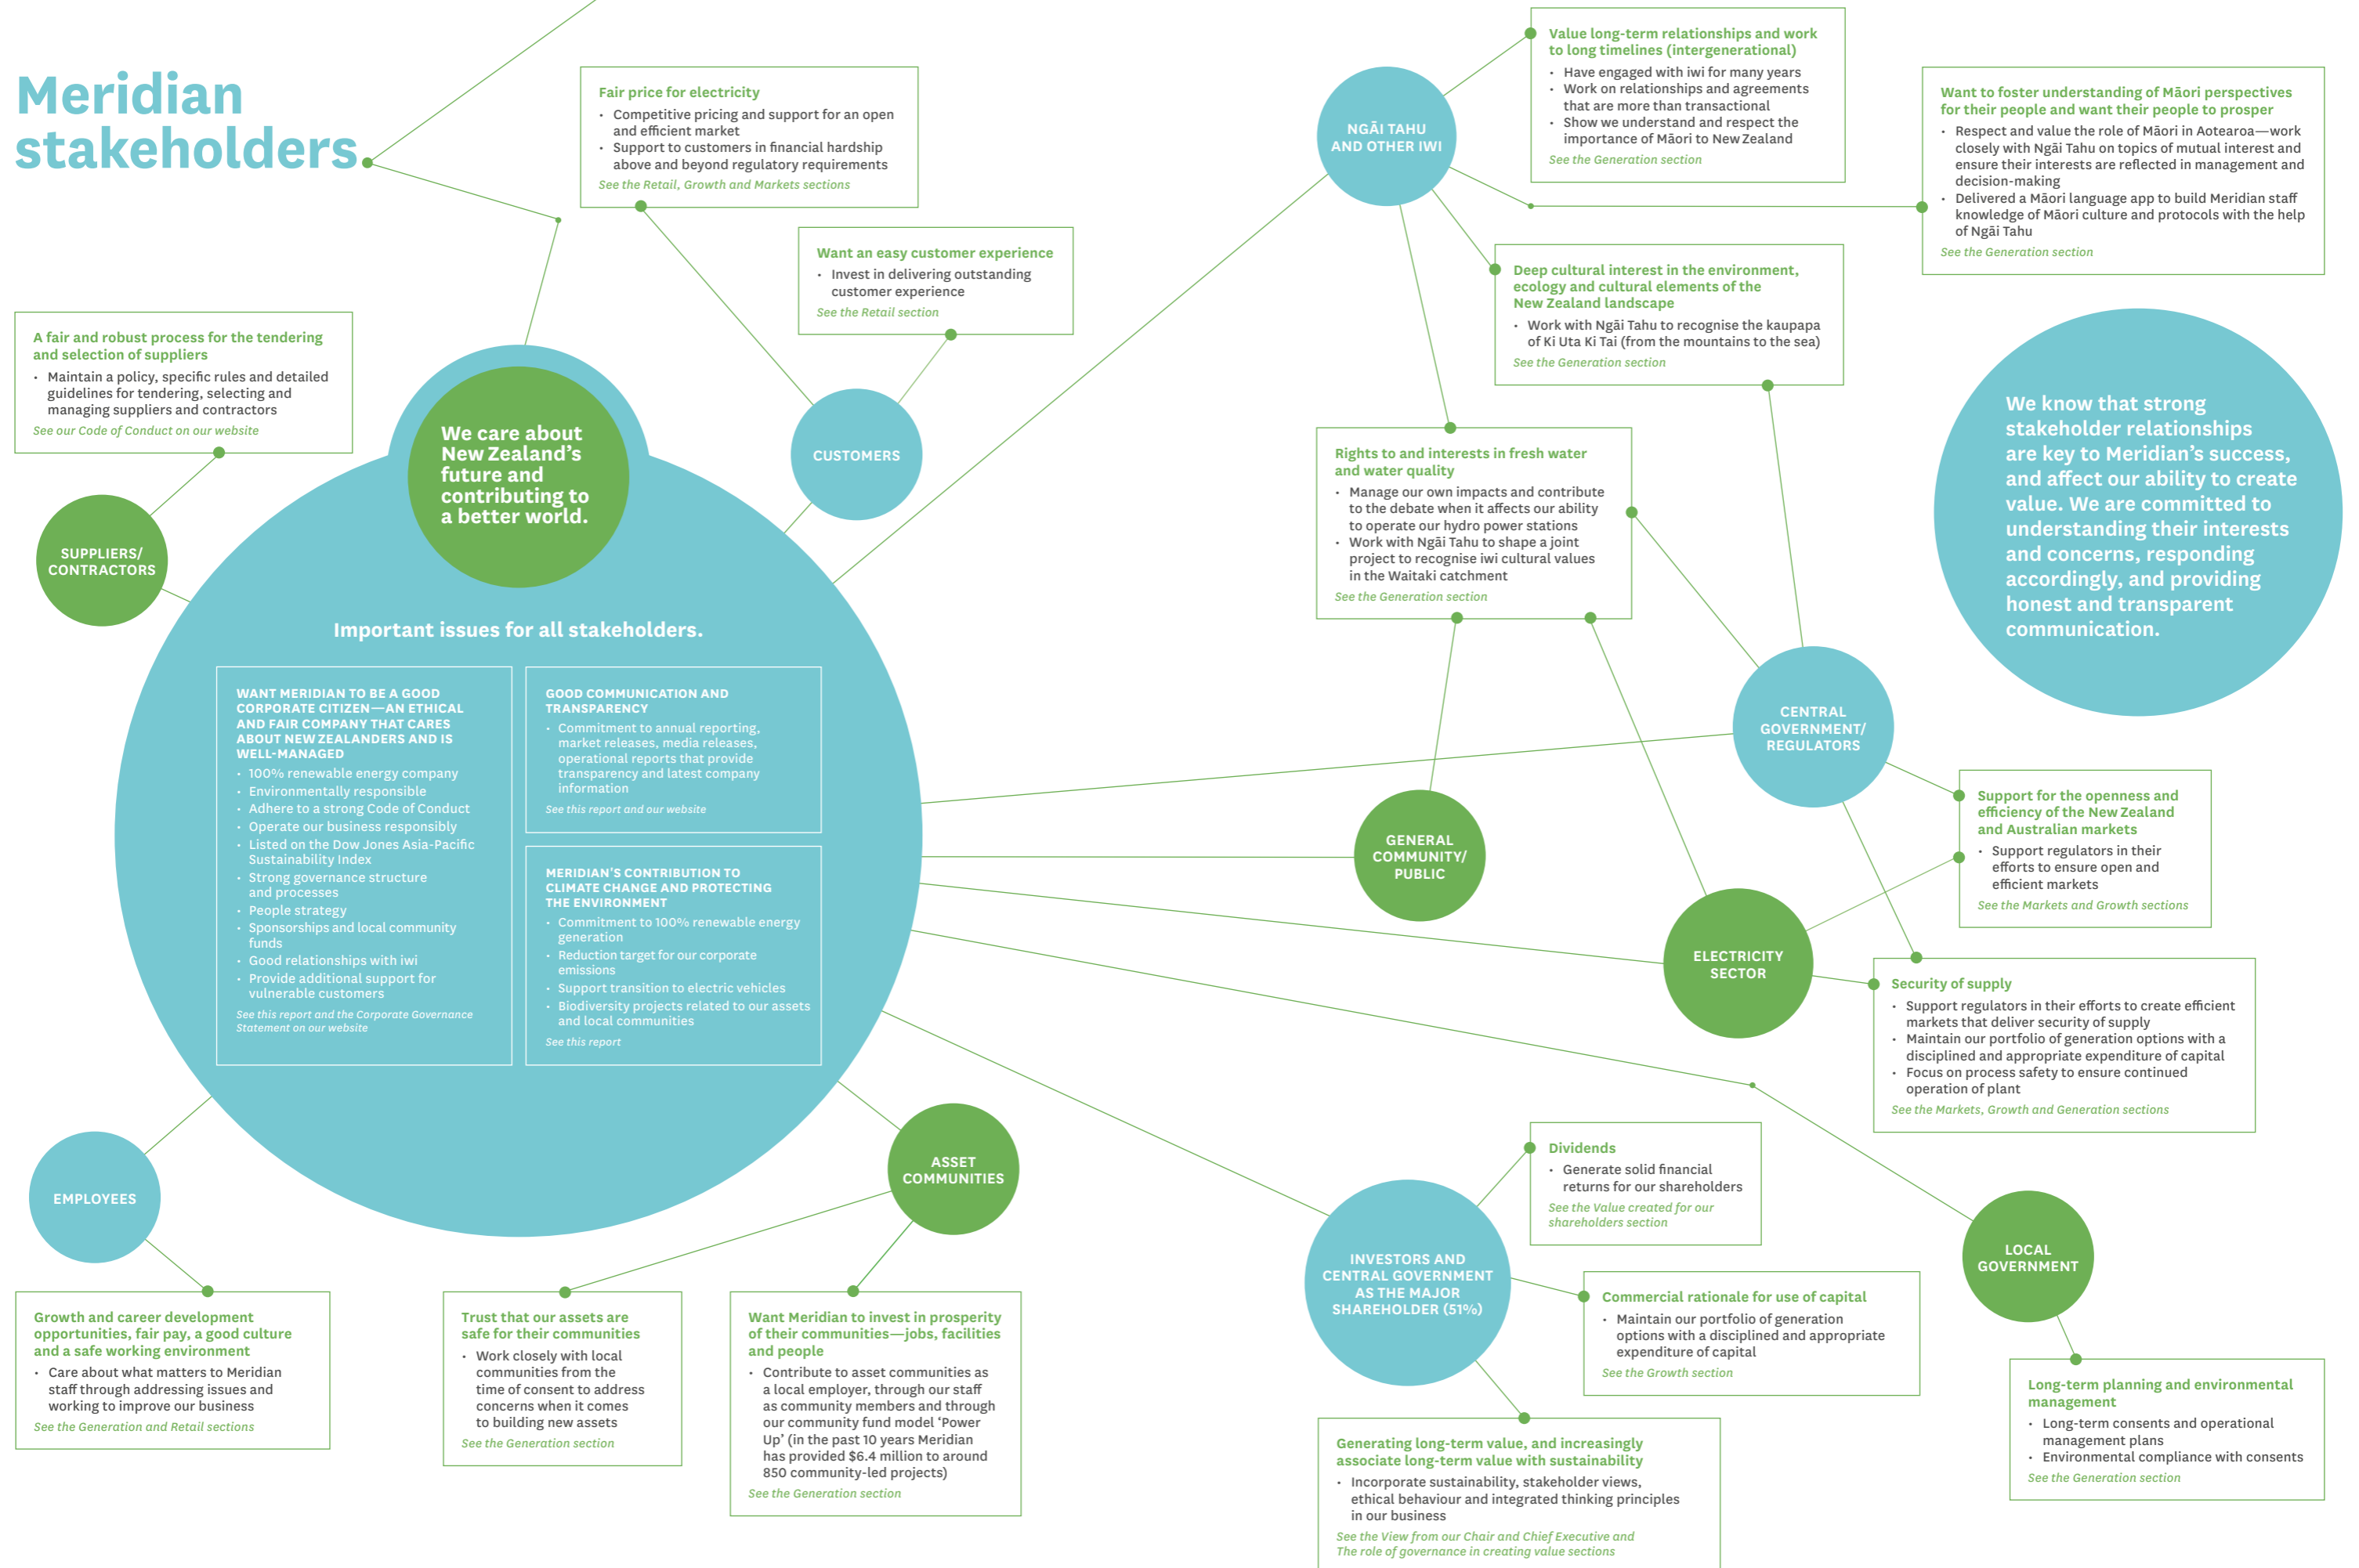 Meridian
stakeholders
Fair price for electricity
• Competitive pricing and support for an open
and efficient market
• Support to customers in financial hardship
above and beyond regulatory requirements
See the Retail, Growth and Markets sections
Want an easy customer experience
• Invest in delivering outstanding
customer experience
See the Retail section
A fair and robust process for the tendering
and selection of suppliers
• Maintain a policy, specific rules and detailed
guidelines for tendering, selecting and
managing suppliers and contractors
See our Code of Conduct on our website
We care about
New Zealand’s
future and
contributing to
a better world.
CUSTOMERS
SUPPLIERS/
CONTRACTORS
Important issues for all stakeholders.
WANT MERIDIAN TO BE A GOOD
CORPORATE CITIZEN—AN ETHICAL
AND FAIR COMPANY THAT CARES
ABOUT NEW ZEALANDERS AND IS
WELL-MANAGED
• 100% renewable energy company
• Environmentally responsible
• Adhere to a strong Code of Conduct
• Operate our business responsibly
• Listed on the Dow Jones Asia-Pacific
Sustainability Index
• Strong governance structure
and processes
• People strategy
• Sponsorships and local community
funds
• Good relationships with iwi
• Provide additional support for
vulnerable customers
See this report and the Corporate Governance
Statement on our website
GOOD COMMUNICATION AND
TRANSPARENCY
• Commitment to annual reporting,
market releases, media releases,
operational reports that provide
transparency and latest company
information
See this report and our website
MERIDIAN’S CONTRIBUTION TO
CLIMATE CHANGE AND PROTECTING
THE ENVIRONMENT
• Commitment to 100% renewable energy
generation
• Reduction target for our corporate
emissions
• Support transition to electric vehicles
• Biodiversity projects related to our assets
and local communities
See this report
EMPLOYEES
Growth and career development
opportunities, fair pay, a good culture
and a safe working environment
• Care about what matters to Meridian
staff through addressing issues and
working to improve our business
See the Generation and Retail sections
ASSET
COMMUNITIES
Trust that our assets are
safe for their communities
• Work closely with local
communities from the
time of consent to address
concerns when it comes
to building new assets
See the Generation section
Want Meridian to invest in prosperity
of their communities—jobs, facilities
and people
• Contribute to asset communities as
a local employer, through our staff
as community members and through
our community fund model ‘Power
Up’ (in the past 10 years Meridian
has provided $6.4 million to around
850 community-led projects)
See the Generation section
NGĀI TAHU
AND OTHER IWI
Value long-term relationships and work
to long timelines (intergenerational)
• Have engaged with iwi for many years
• Work on relationships and agreements
that are more than transactional
• Show we understand and respect the
importance of Māori to New Zealand
See the Generation section
Want to foster understanding of Māori perspectives
for their people and want their people to prosper
• Respect and value the role of Māori in Aotearoa—work
closely with Ngāi Tahu on topics of mutual interest and
ensure their interests are reflected in management and
decision-making
• Delivered a Māori language app to build Meridian staff
knowledge of Māori culture and protocols with the help
of Ngāi Tahu
See the Generation section
Deep cultural interest in the environment,
ecology and cultural elements of the
New Zealand landscape
• Work with Ngāi Tahu to recognise the kaupapa
of Ki Uta Ki Tai (from the mountains to the sea)
See the Generation section
Rights to and interests in fresh water
and water quality
• Manage our own impacts and contribute
to the debate when it affects our ability
to operate our hydro power stations
• Work with Ngāi Tahu to shape a joint
project to recognise iwi cultural values
in the Waitaki catchment
See the Generation section
We know that strong
stakeholder relationships
are key to Meridian’s success,
and affect our ability to create
value. We are committed to
understanding their interests
and concerns, responding
accordingly, and providing
honest and transparent
communication.
CENTRAL
GOVERNMENT/
REGULATORS
GENERAL
COMMUNITY/
PUBLIC
ELECTRICITY
SECTOR
Support for the openness and
efficiency of the New Zealand
and Australian markets
• Support regulators in their
efforts to ensure open and
efficient markets
See the Markets and Growth sections
Security of supply
• Support regulators in their efforts to create efficient
markets that deliver security of supply
• Maintain our portfolio of generation options with a
disciplined and appropriate expenditure of capital
• Focus on process safety to ensure continued
operation of plant
See the Markets, Growth and Generation sections
INVESTORS AND
CENTRAL GOVERNMENT
AS THE MAJOR
SHAREHOLDER (51%)
Dividends
• Generate solid financial
returns for our shareholders
See the Value created for our
shareholders section
Commercial rationale for use of capital
• Maintain our portfolio of generation
options with a disciplined and appropriate
expenditure of capital
See the Growth section
Generating long-term value, and increasingly
associate long-term value with sustainability
• Incorporate sustainability, stakeholder views,
ethical behaviour and integrated thinking principles
in our business
See the View from our Chair and Chief Executive and
The role of governance in creating value sections
LOCAL
GOVERNMENT
Long-term planning and environmental
management
• Long-term consents and operational
management plans
• Environmental compliance with consents
See the Generation section